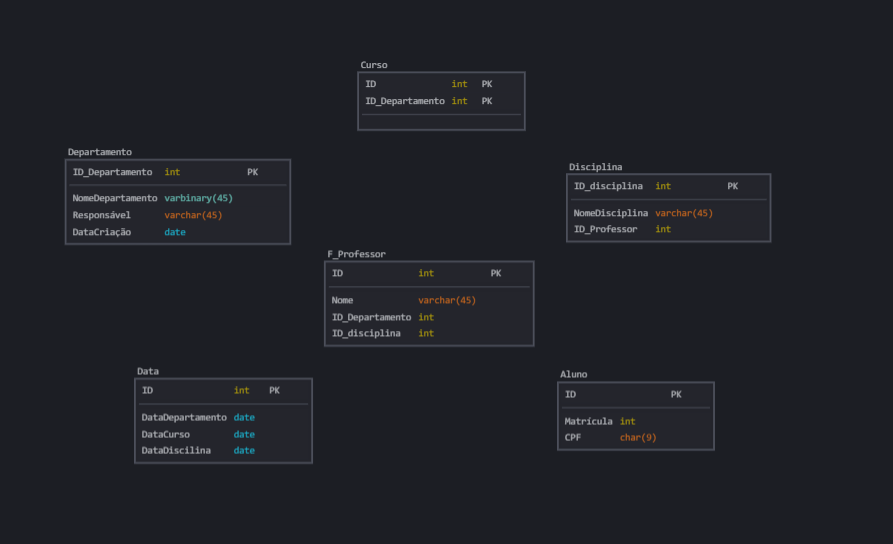 Curso
ID int PK
ID_Departamento int PK
Departamento
ID_Departamento int PK
NomeDepartamento varbinary(45)
Responsável varchar(45)
DataCriação date
Disciplina
ID_disciplina int PK
NomeDisciplina varchar(45)
ID_Professor int
F_Professor
ID int PK
Nome varchar(45)
ID_Departamento int
ID_disciplina int
Data
ID int PK
DataDepartamento date
DataCurso date
DataDiscilina date
Aluno
ID PK
Matrícula int
CPF char(9)